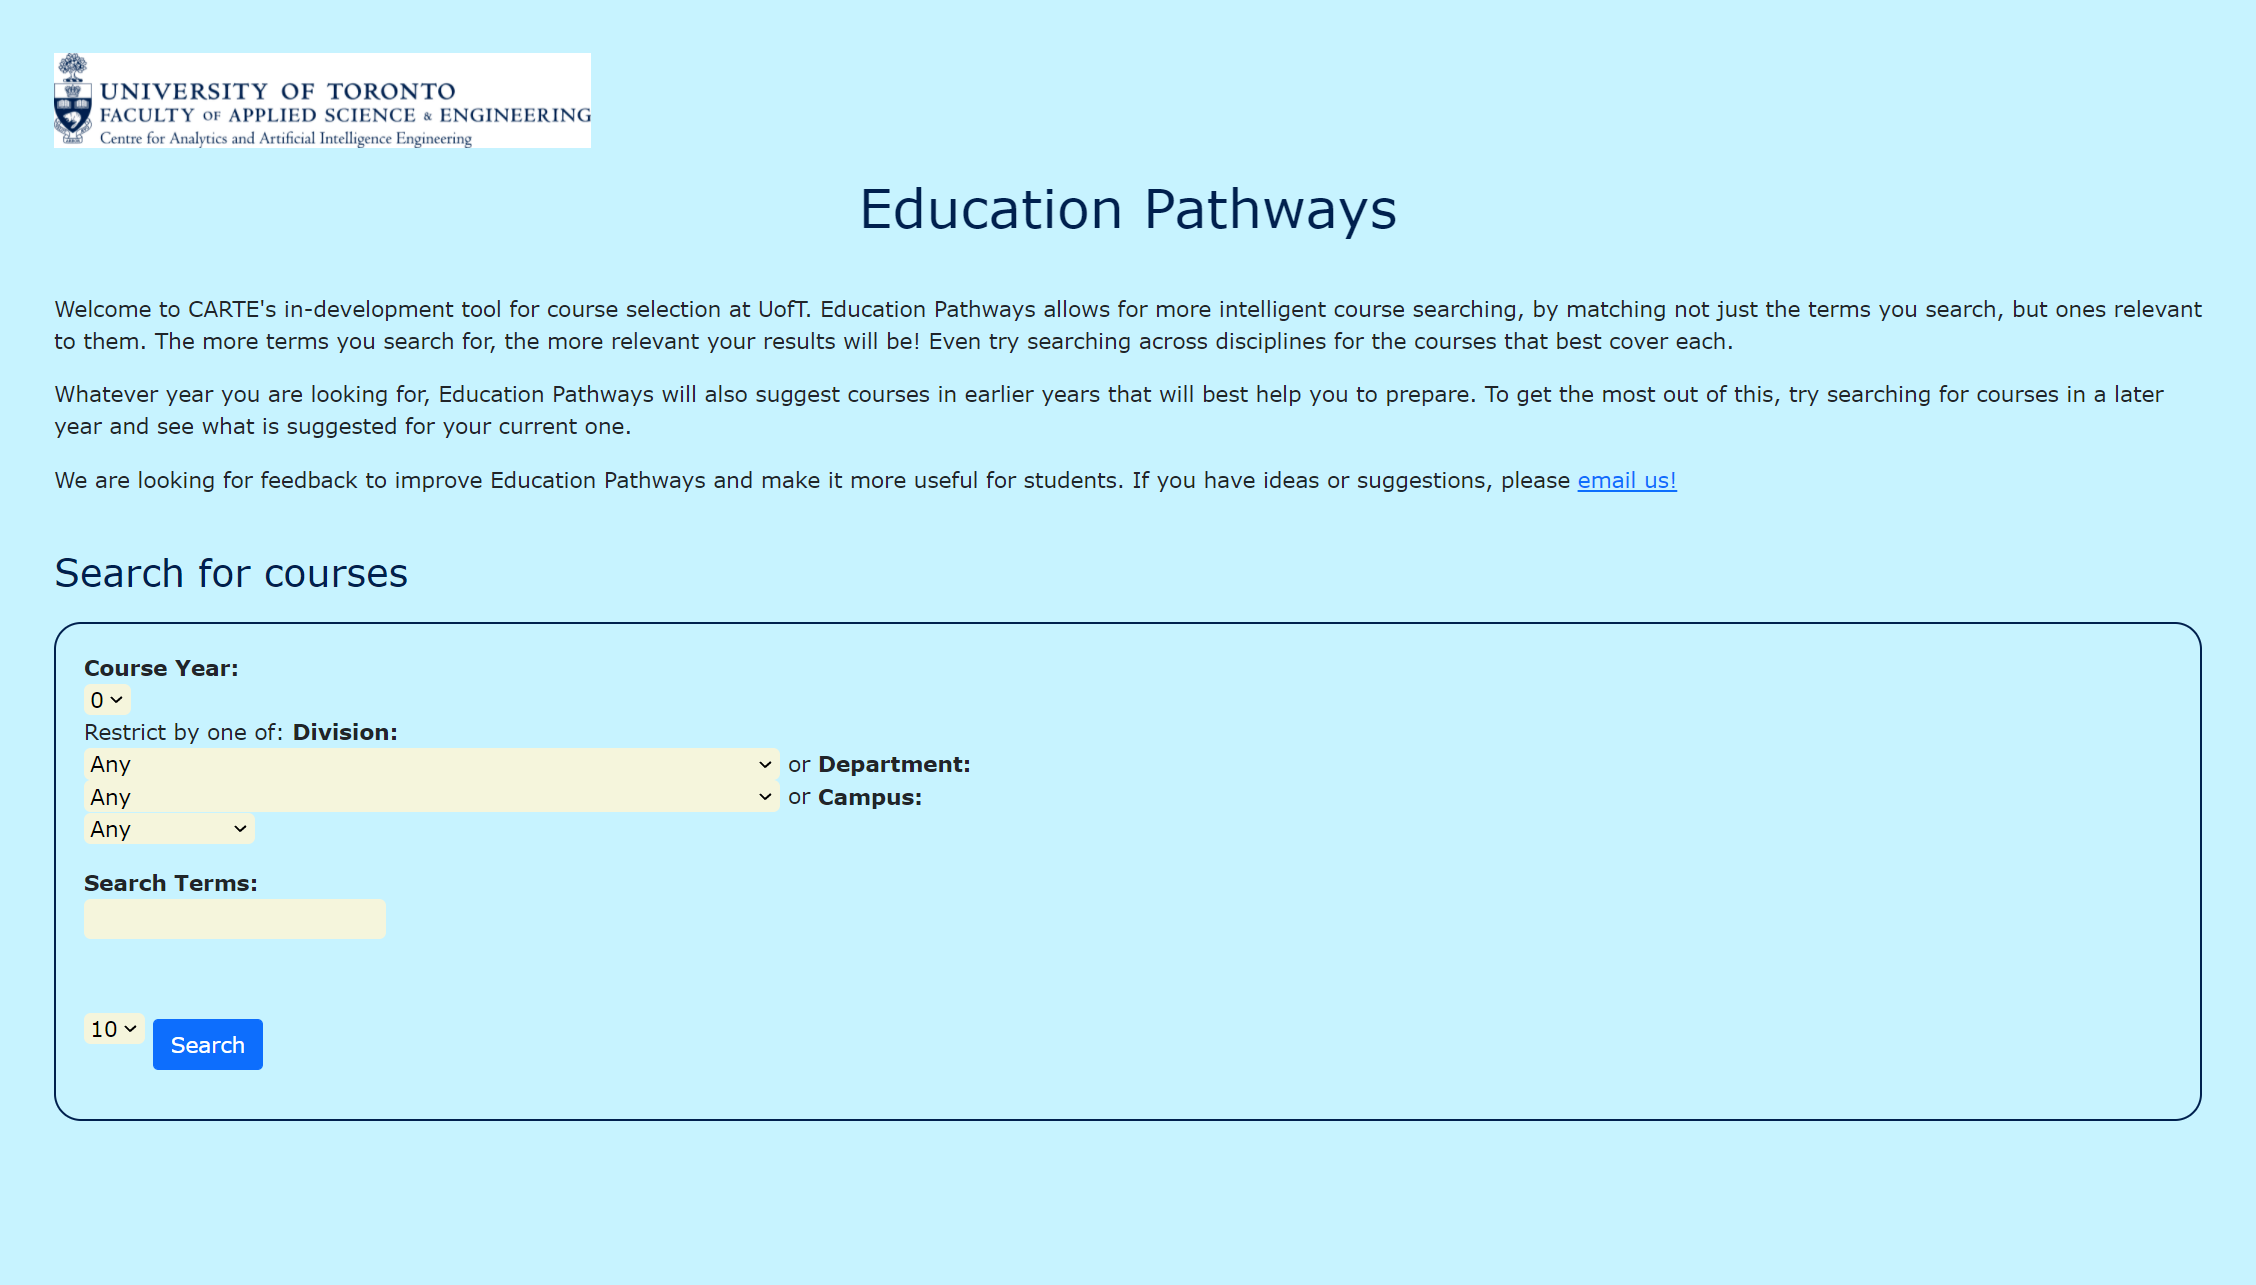 UNIVERSITY OF TORONTO
FACULTY OF APPLIED SCIENCE & ENGINEERING
Centre for Analytics and Artificial Intelligence Engineering
Education Pathways
Welcome to CARTE's in-development tool for course selection at UofT. Education Pathways allows for more intelligent course searching, by matching not just the terms you search, but ones relevant
to them. The more terms you search for, the more relevant your results will be! Even try searching across disciplines for the courses that best cover each.
Whatever year you are looking for, Education Pathways will also suggest courses in earlier years that will best help you to prepare. To get the most out of this, try searching for courses in a later
year and see what is suggested for your current one.
We are looking for feedback to improve Education Pathways and make it more useful for students. If you have ideas or suggestions, please email us!
Search for courses
Course Year:
0
Restrict by one of: Division:
Any or Department:
Any or Campus:
Any
Search Terms:
10 Search